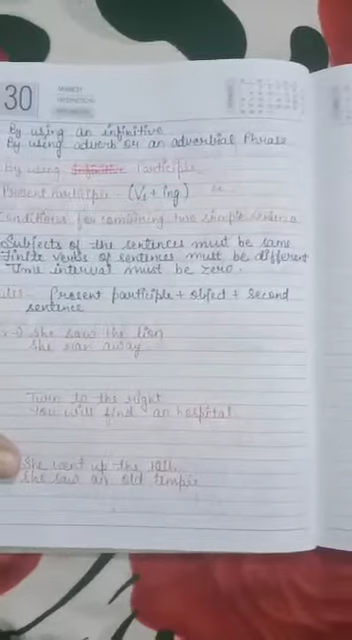 30
MARCH
WEDNESDAY
By using an infinitive
By using adverb or an adverbial Phrase
By using Participle
Present Participle - (V1 + ing)
Conditions for combining two simple sentence
Subjects of the sentences must be same
Finite verbs of sentences must be different
Time interval must be zero.
Present participle + object + second
sentence
She saw the lion
She ran away.
Turn to the right
You will find an hospital
She went up the hill.
She saw an old temple